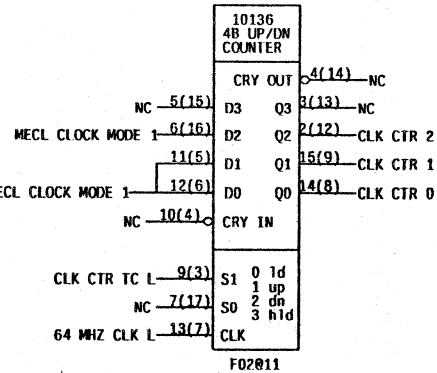 10136
4B UP/DN
COUNTER
CRY OUT 4(14) NC
NC 5(15) D3 Q3 3(13) NC
MECL CLOCK MODE 1 6(16) D2 Q2 2(12) CLK CTR 2
11(5) D1 Q1 15(9) CLK CTR 1
ECL CLOCK MODE 1 12(6) D0 Q0 14(8) CLK CTR 0
NC 10(4) CRY IN
CLK CTR TC L 9(3) S1 0 ld
1 up
NC 7(17) S0 2 dn
3 hld
64 MHZ CLK L 13(7) CLK
F02011